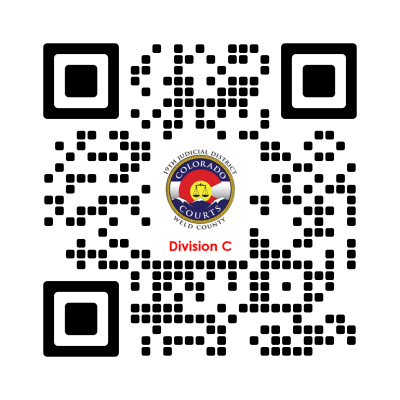 19TH JUDICIAL DISTRICT
COLORADO
COURTS
WELD COUNTY
Division C